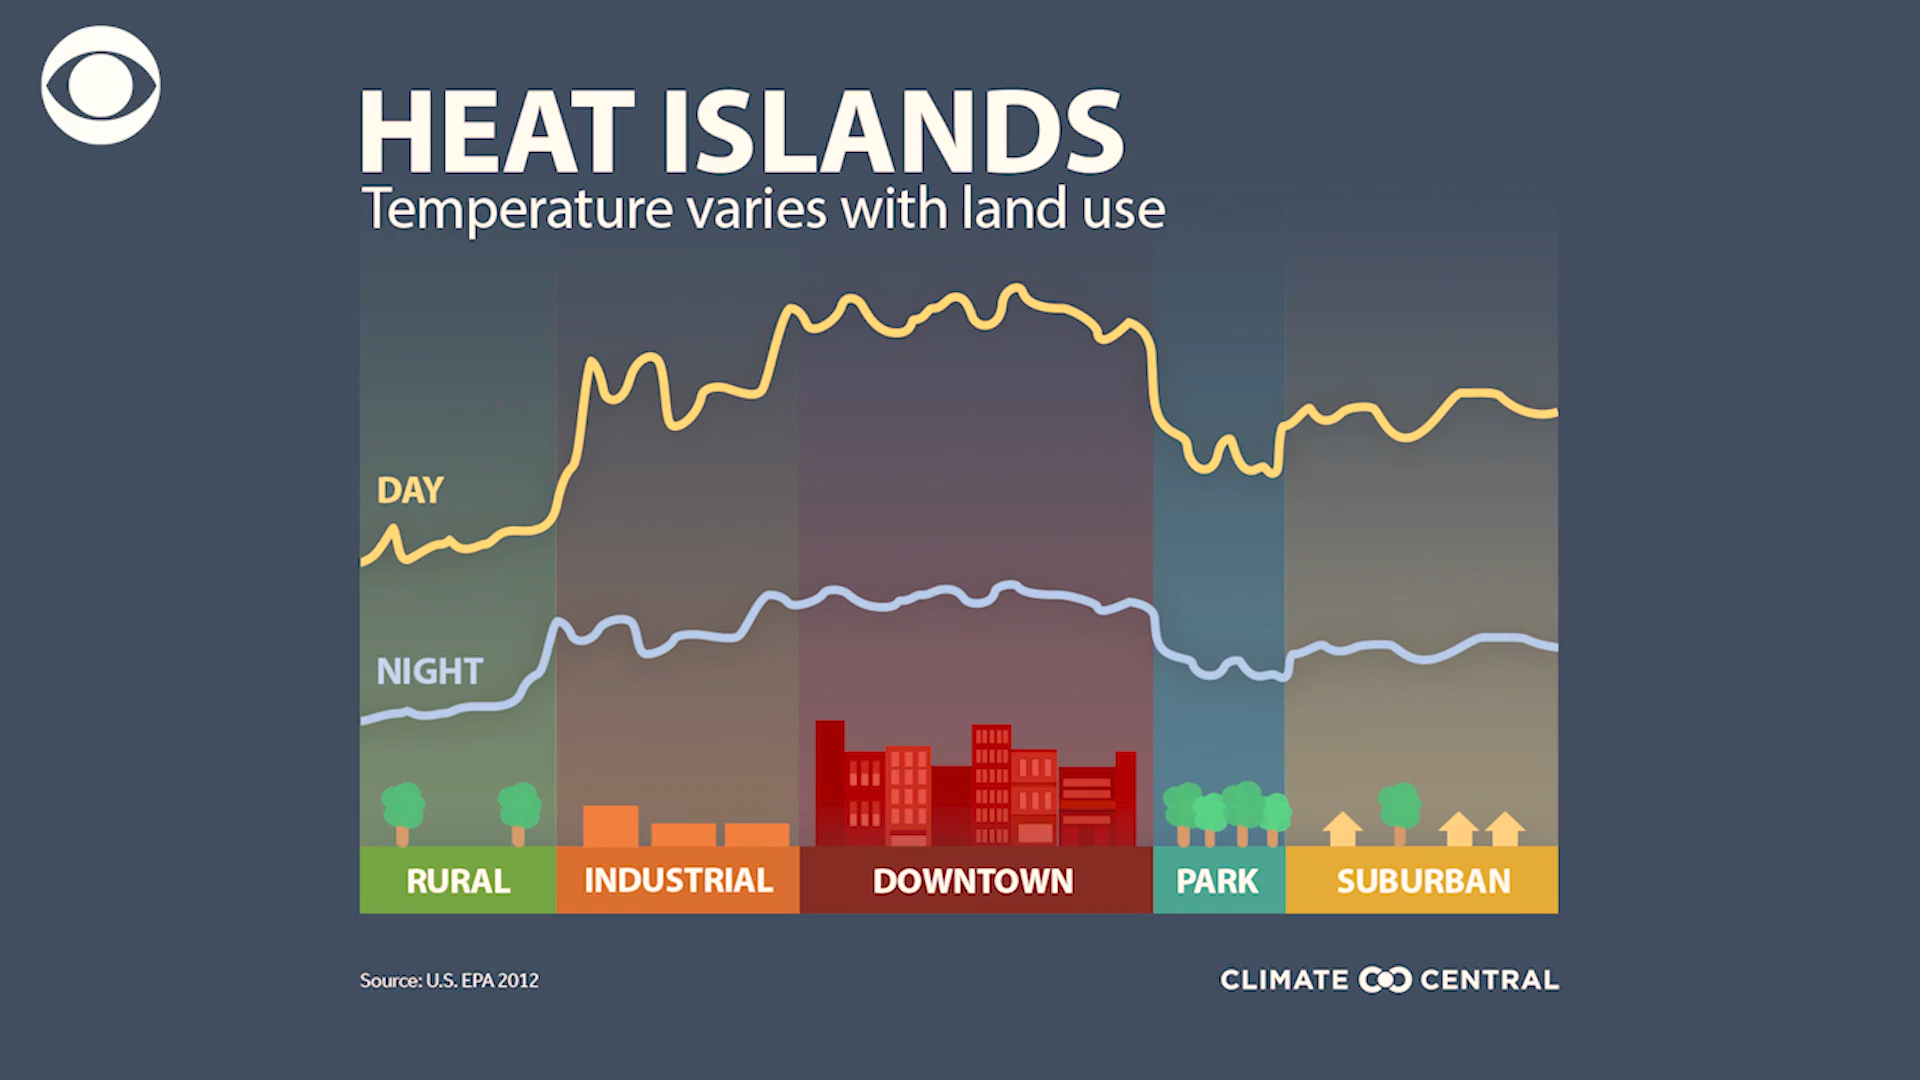 HEAT ISLANDS
Temperature varies with land use
DAY
NIGHT
RURAL
INDUSTRIAL
DOWNTOWN
PARK
SUBURBAN
Source: U.S. EPA 2012
CLIMATE CENTRAL